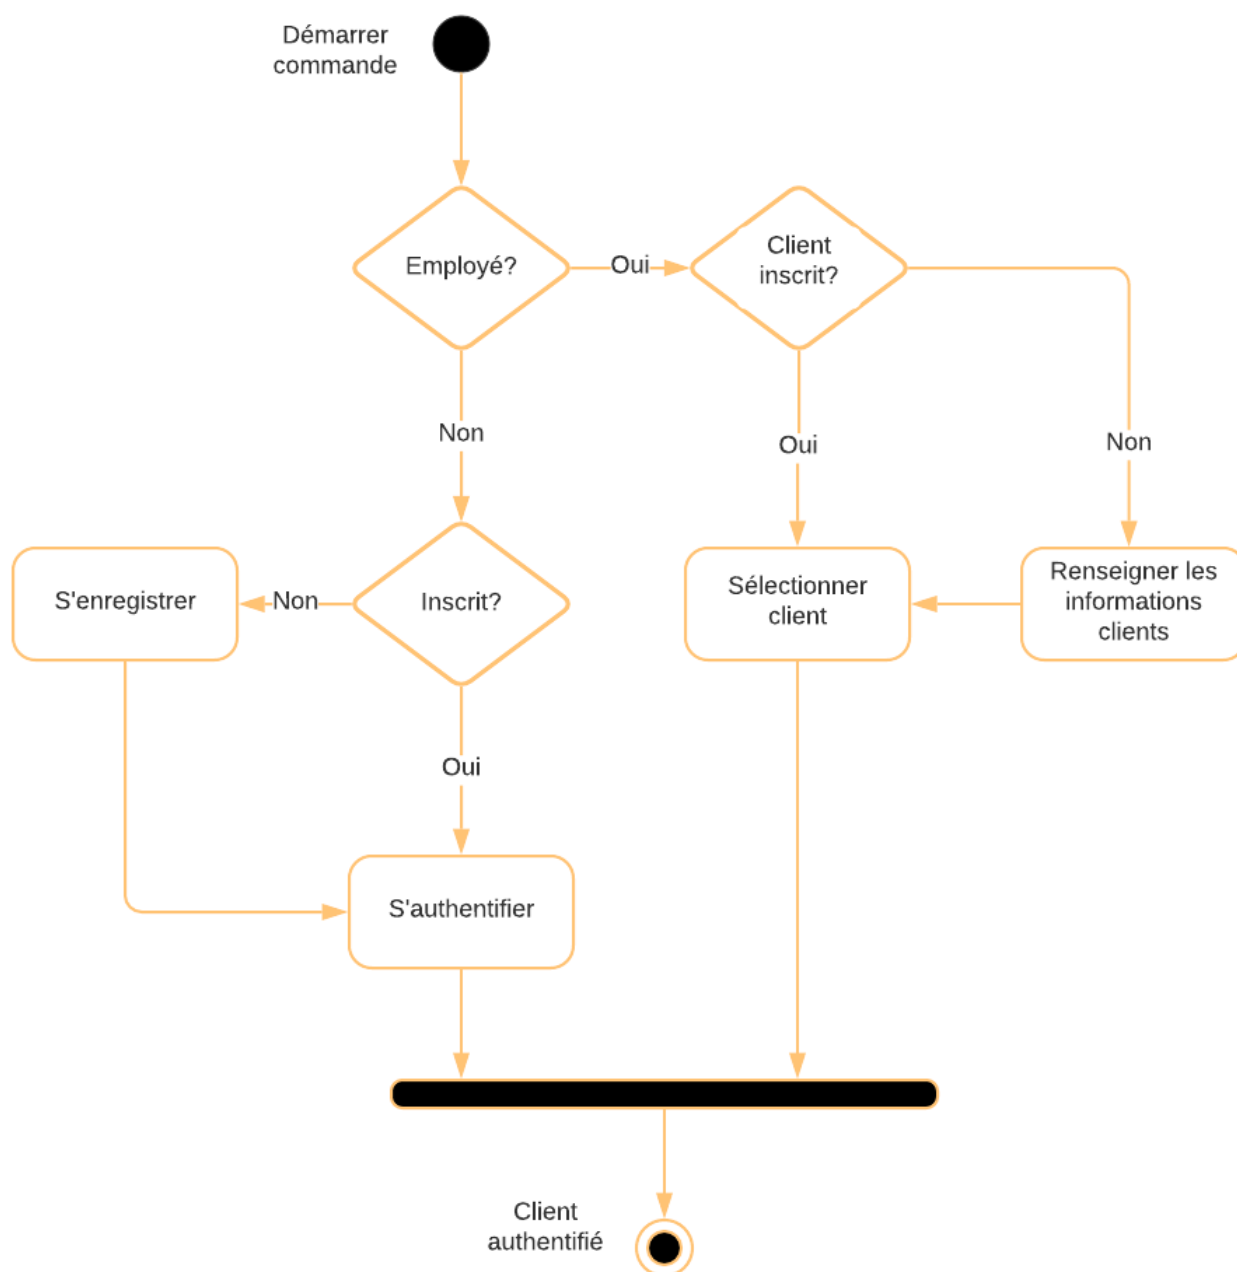 Démarrer
commande
Employé?
Oui
Client
inscrit?
Non
Oui
Non
S'enregistrer
Non
Inscrit?
Sélectionner
client
Renseigner les
informations
clients
Oui
S'authentifier
Client
authentifié